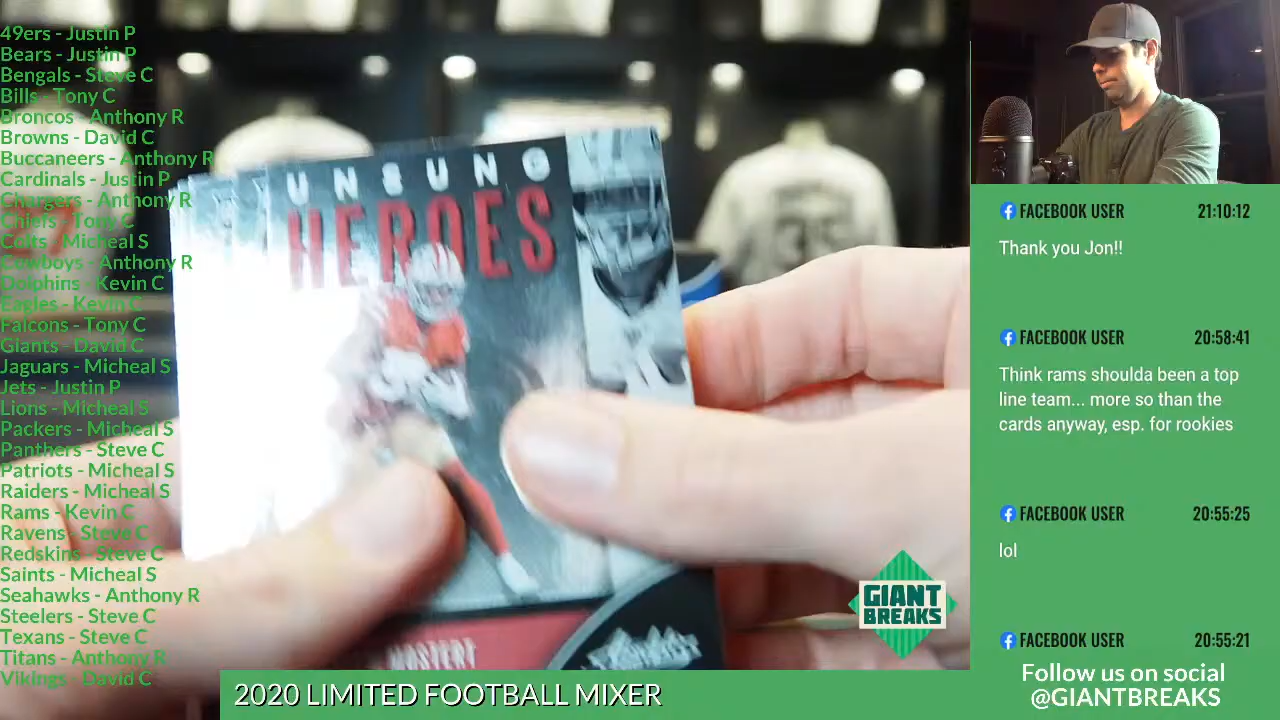 49ers - Justin P
Bears - Justin P
Bengals - Steve C
Bills - Tony C
Broncos - Anthony R
Browns - David C
Buccaneers - Anthony R
Cardinals - Justin P
Chargers - Anthony R
Chiefs - Tony C
Colts - Micheal S
Cowboys - Anthony R
Dolphins - Kevin C
Eagles - Kevin C
Falcons - Tony C
Giants - David C
Jaguars - Micheal S
Jets - Justin P
Lions - Micheal S
Packers - Micheal S
Panthers - Steve C
Patriots - Micheal S
Raiders - Micheal S
Rams - Kevin C
Ravens - Steve C
Redskins - Steve C
Saints - Micheal S
Seahawks - Anthony R
Steelers - Steve C
Texans - Steve C
Titans - Anthony R
Vikings - David C
UNSUNG
HEROES
MOSTERT
35
GIANT
BREAKS
2020 LIMITED FOOTBALL MIXER
FACEBOOK USER 21:10:12
Thank you Jon!!
FACEBOOK USER 20:58:41
Think rams shoulda been a top
line team... more so than the
cards anyway, esp. for rookies
FACEBOOK USER 20:55:25
lol
FACEBOOK USER 20:55:21
Follow us on social
@GIANTBREAKS